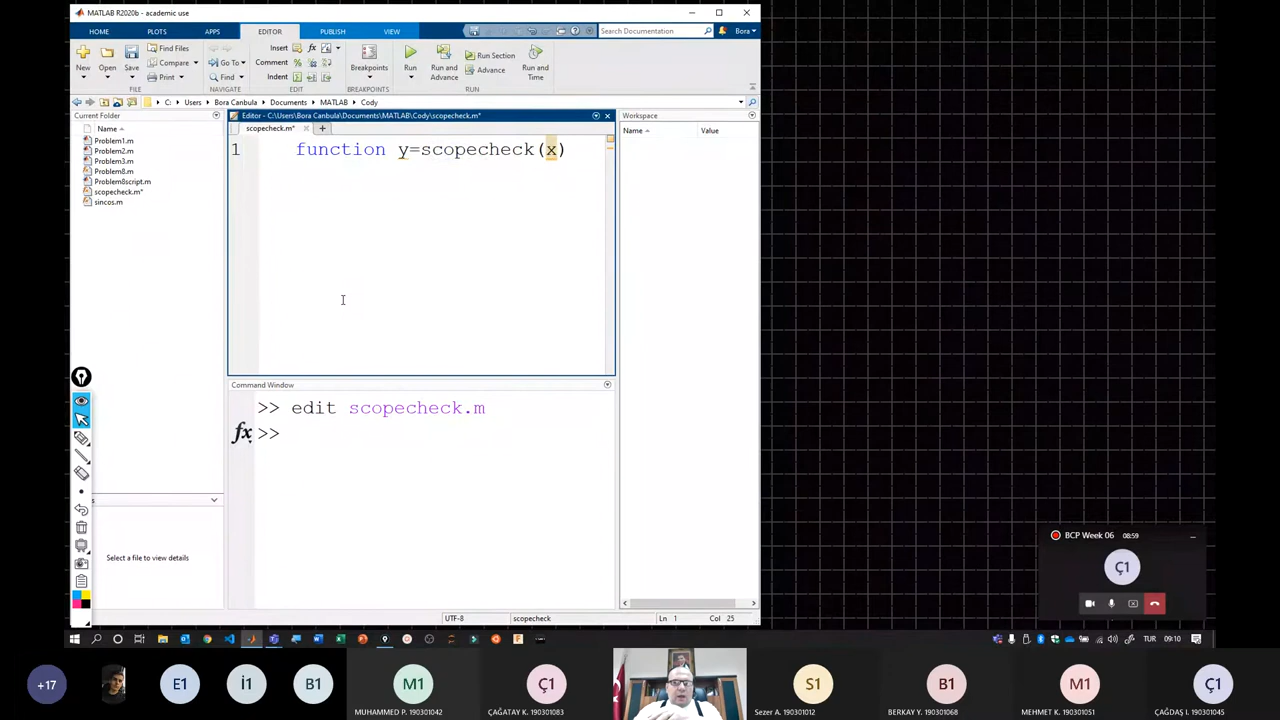 MATLAB R2020b - academic use
HOME PLOTS APPS EDITOR PUBLISH VIEW Search Documentation Bora
New Open Save Find Files Compare Print Go To Find Insert Comment Indent Breakpoints Run Run and Advance Run Section Advance Run and Time
FILE NAVIGATE EDIT BREAKPOINTS RUN
C: Users Bora Canbula Documents MATLAB Cody
Current Folder
Name
Problem1.m
Problem2.m
Problem3.m
Problem8.m
Problem8script.m
scopecheck.m*
sincos.m
Select a file to view details
Editor - C:\Users\Bora Canbula\Documents\MATLAB\Cody\scopecheck.m*
scopecheck.m*
1 function y=scopecheck(x)
Command Window
>> edit scopecheck.m
fx >>
Workspace
Name Value
UTF-8 scopecheck Ln 1 Col 25
BCP Week 06 08:59
Ç1
TUR 09:10
+17 E1 İ1 B1 M1 Ç1 S1 B1 M1 Ç1
MUHAMMED P. 190301042 ÇAĞATAY K. 190301083 Sezer A. 190301012 BERKAY Y. 190301068 MEHMET K. 190301051 ÇAĞDAŞ I. 190301045